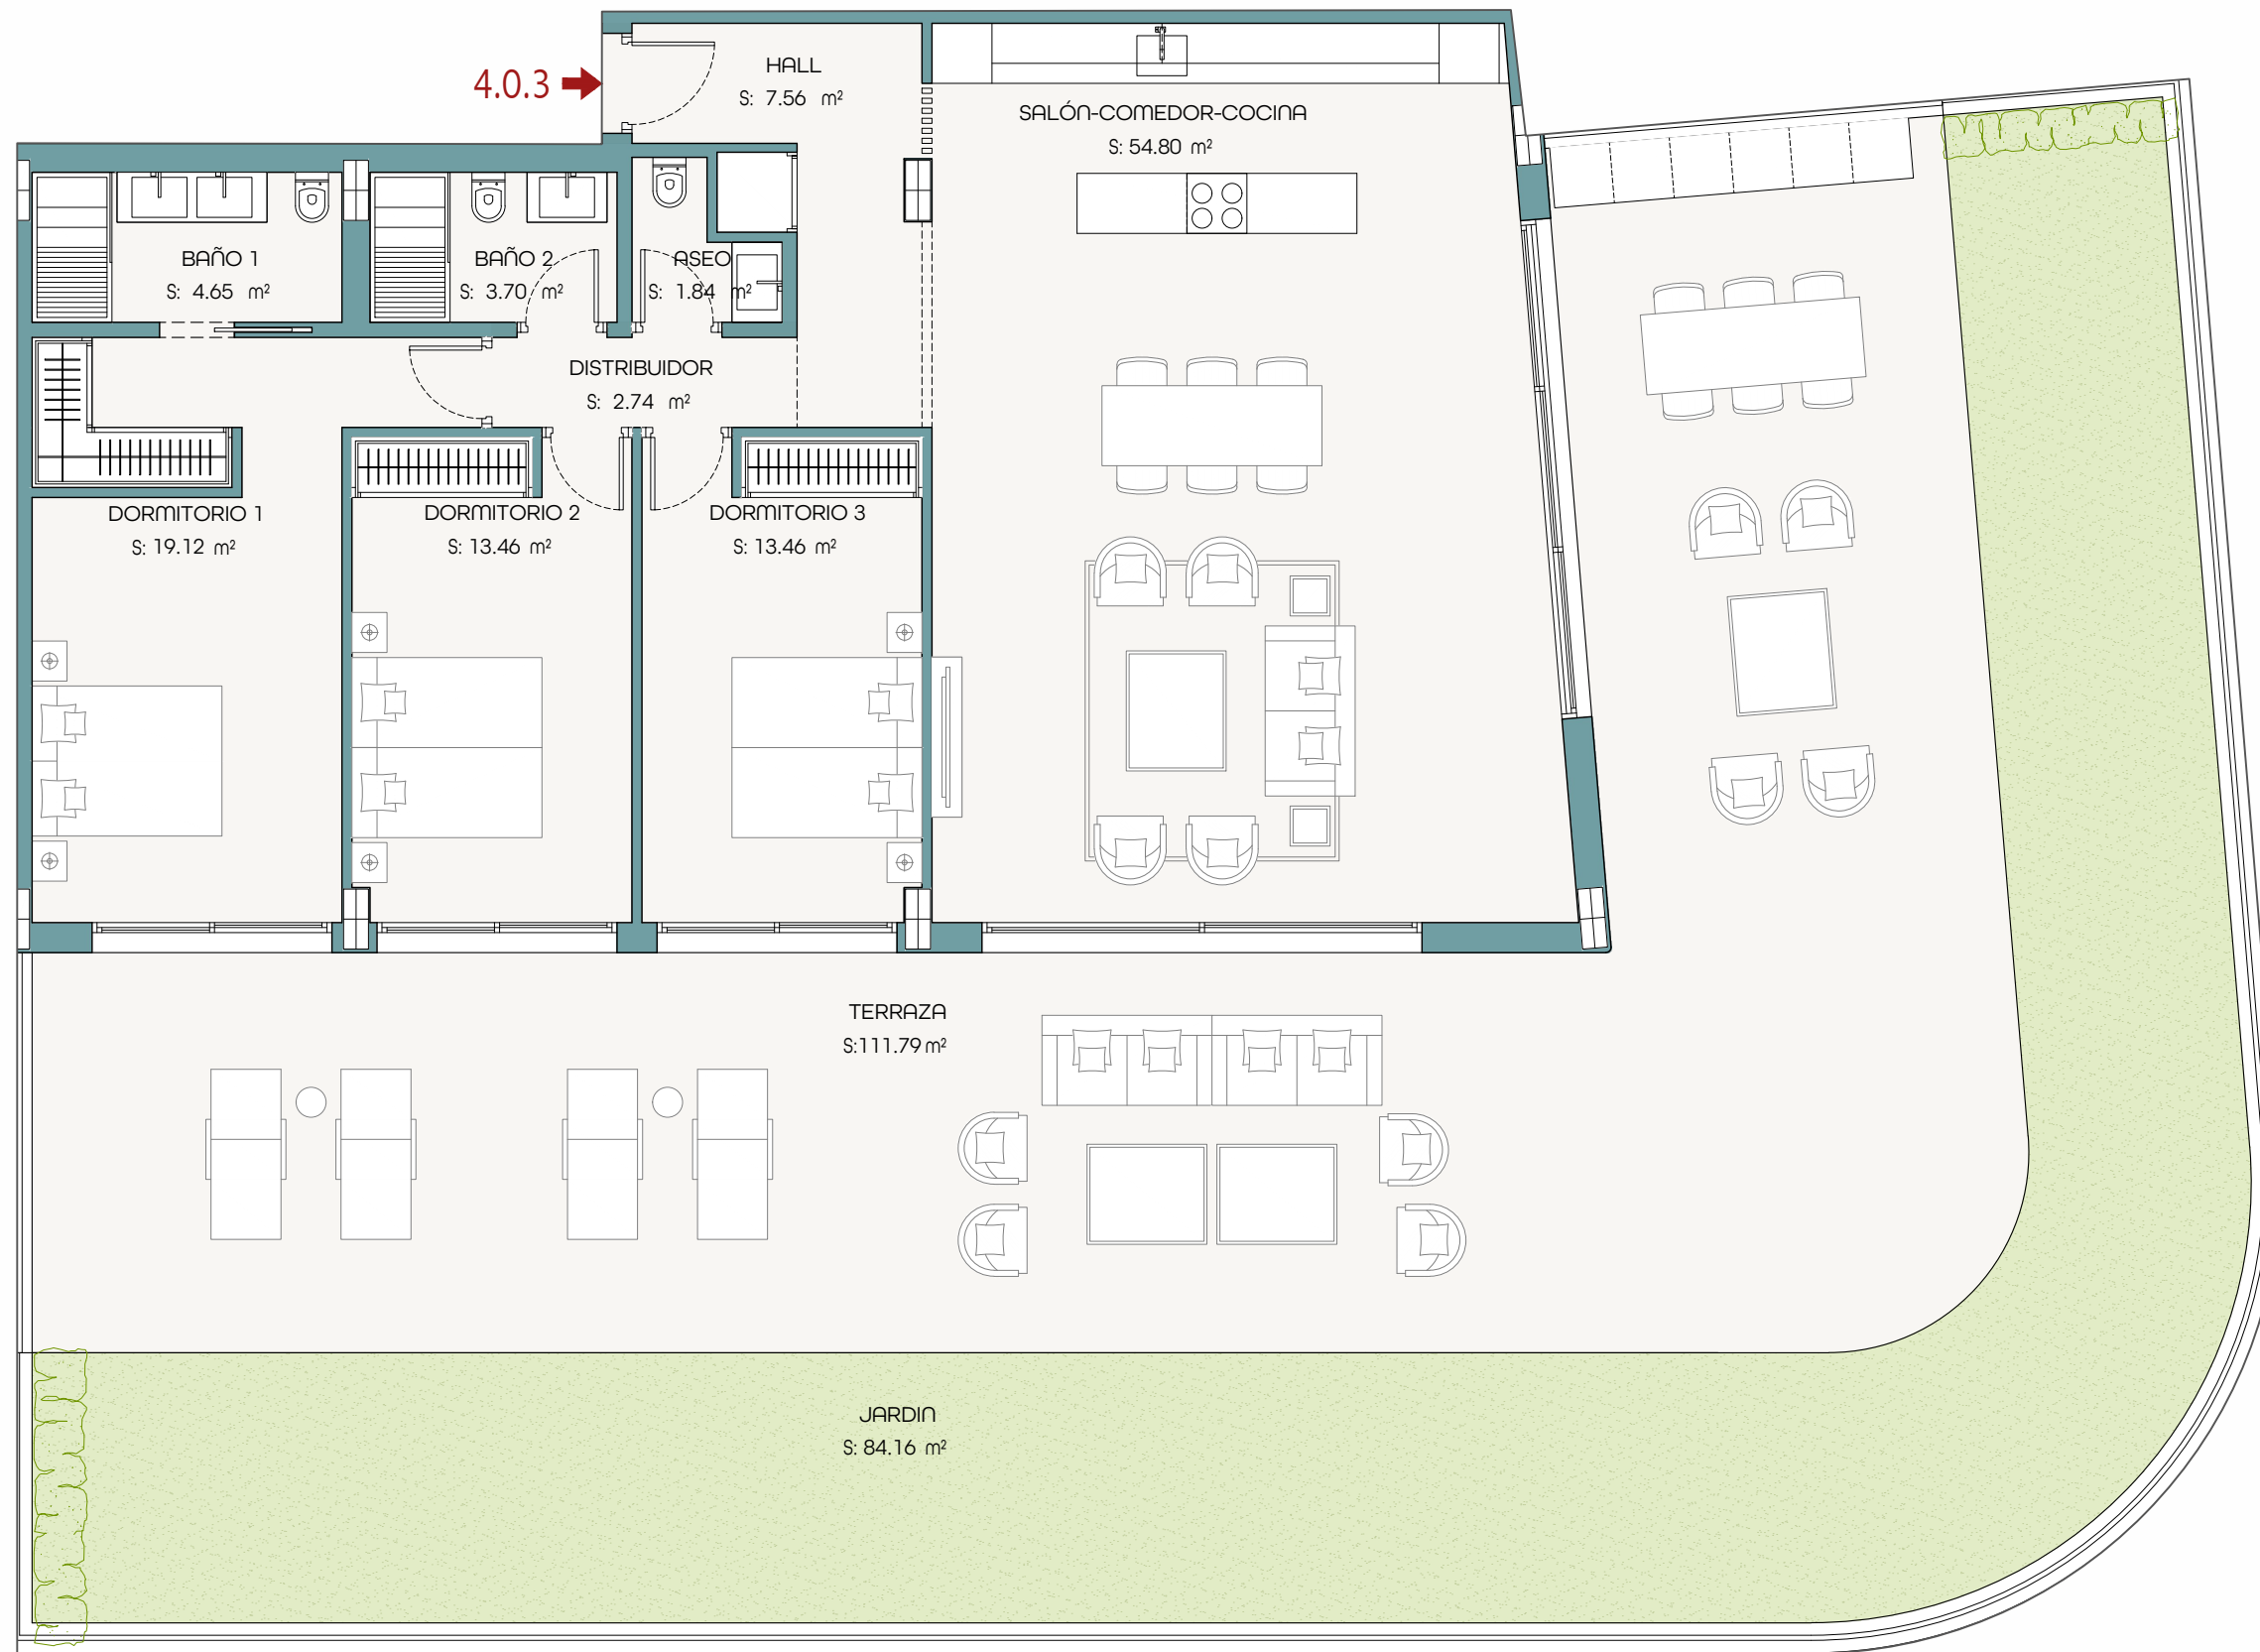 4.0.3
HALL
S: 7.56 m²
SALÓN-COMEDOR-COCINA
S: 54.80 m²
BAÑO 1
S: 4.65 m²
BAÑO 2
S: 3.70 m²
ASEO
S: 1.84 m²
DISTRIBUIDOR
S: 2.74 m²
DORMITORIO 1
S: 19.12 m²
DORMITORIO 2
S: 13.46 m²
DORMITORIO 3
S: 13.46 m²
TERRAZA
S:111.79 m²
JARDIN
S: 84.16 m²